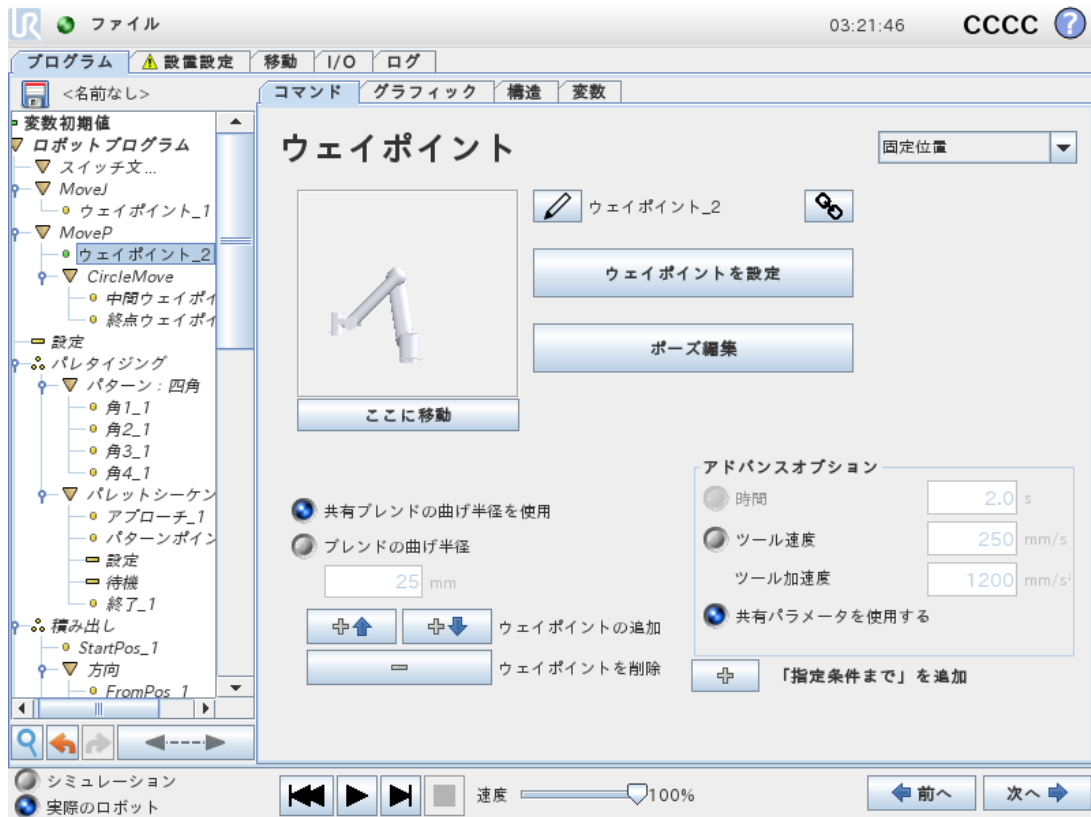 UR ファイル 03:21:46 CCCC ?
プログラム 設置設定 移動 I/O ログ
<名前なし>
コマンド グラフィック 構造 変数
変数初期値
ロボットプログラム
スイッチ文...
MoveJ
ウェイポイント_1
MoveP
ウェイポイント_2
CircleMove
中間ウェイポイ
終点ウェイポイ
設定
パレタイジング
パターン : 四角
角1_1
角2_1
角3_1
角4_1
パレットシーケン
アプローチ_1
パターンポイン
設定
待機
終了_1
積み出し
StartPos_1
方向
FromPos_1
ウェイポイント
固定位置
ウェイポイント_2
ウェイポイントを設定
ポーズ編集
ここに移動
共有ブレンドの曲げ半径を使用
ブレンドの曲げ半径
25 mm
ウェイポイントの追加
ウェイポイントを削除
アドバンスオプション
時間 2.0 s
ツール速度 250 mm/s
ツール加速度 1200 mm/s²
共有パラメータを使用する
「指定条件まで」を追加
シミュレーション
実際のロボット
速度 100%
前へ 次へ